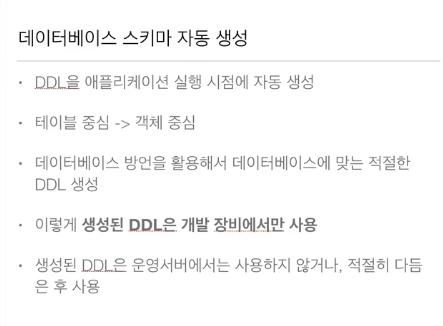 데이터베이스 스키마 자동 생성
• DDL을 애플리케이션 실행 시점에 자동 생성
• 테이블 중심 -> 객체 중심
• 데이터베이스 방언을 활용해서 데이터베이스에 맞는 적절한
DDL 생성
• 이렇게 생성된 DDL은 개발 장비에서만 사용
• 생성된 DDL은 운영서버에서는 사용하지 않거나, 적절히 다듬
은 후 사용